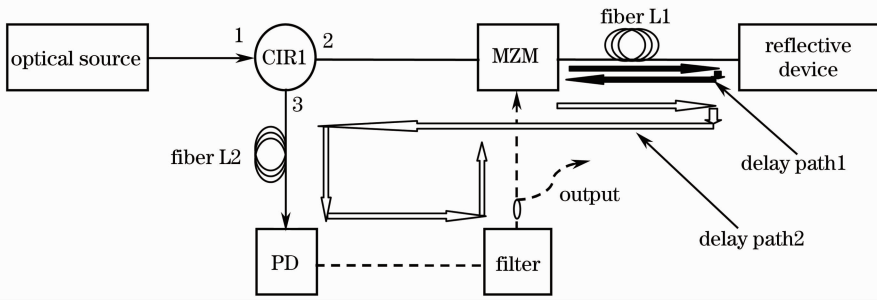 fiber L1
optical source
1
CIR1
2
MZM
reflective
device
3
fiber L2
delay path1
output
delay path2
PD
filter